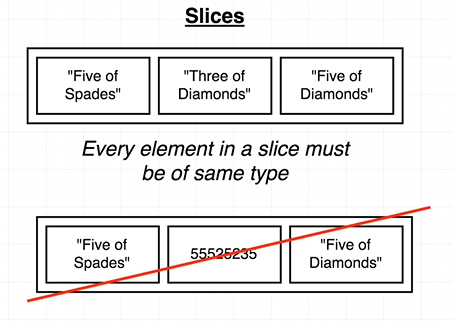 Slices
"Five of
Spades"
"Three of
Diamonds"
"Five of
Diamonds"
Every element in a slice must
be of same type
"Five of
Spades"
55525235
"Five of
Diamonds"